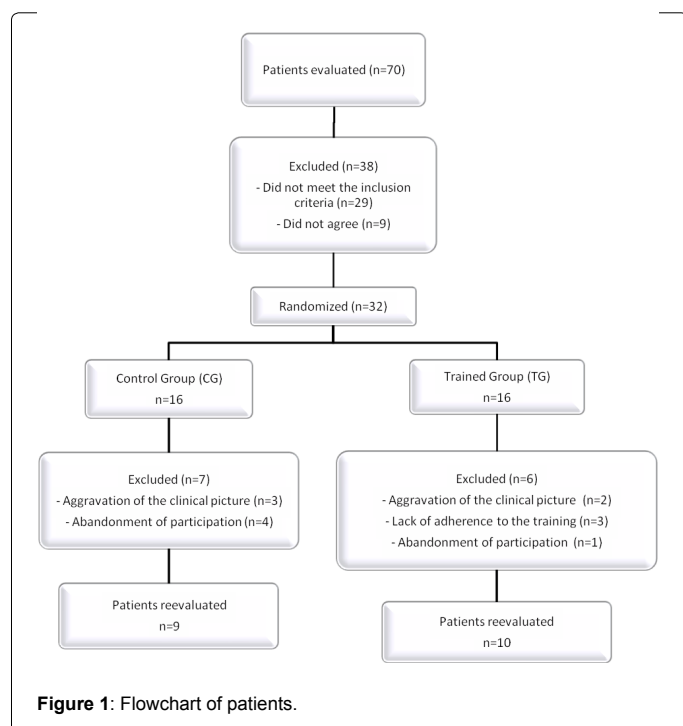 Patients evaluated (n=70)
Excluded (n=38)
- Did not meet the inclusion
criteria (n=29)
- Did not agree (n=9)
Randomized (n=32)
Control Group (CG)
n=16
Trained Group (TG)
n=16
Excluded (n=7)
- Aggravation of the clinical picture (n=3)
- Abandonment of participation (n=4)
Excluded (n=6)
- Aggravation of the clinical picture (n=2)
- Lack of adherence to the training (n=3)
- Abandonment of participation (n=1)
Patients reevaluated
n=9
Patients reevaluated
n=10
Figure 1: Flowchart of patients.